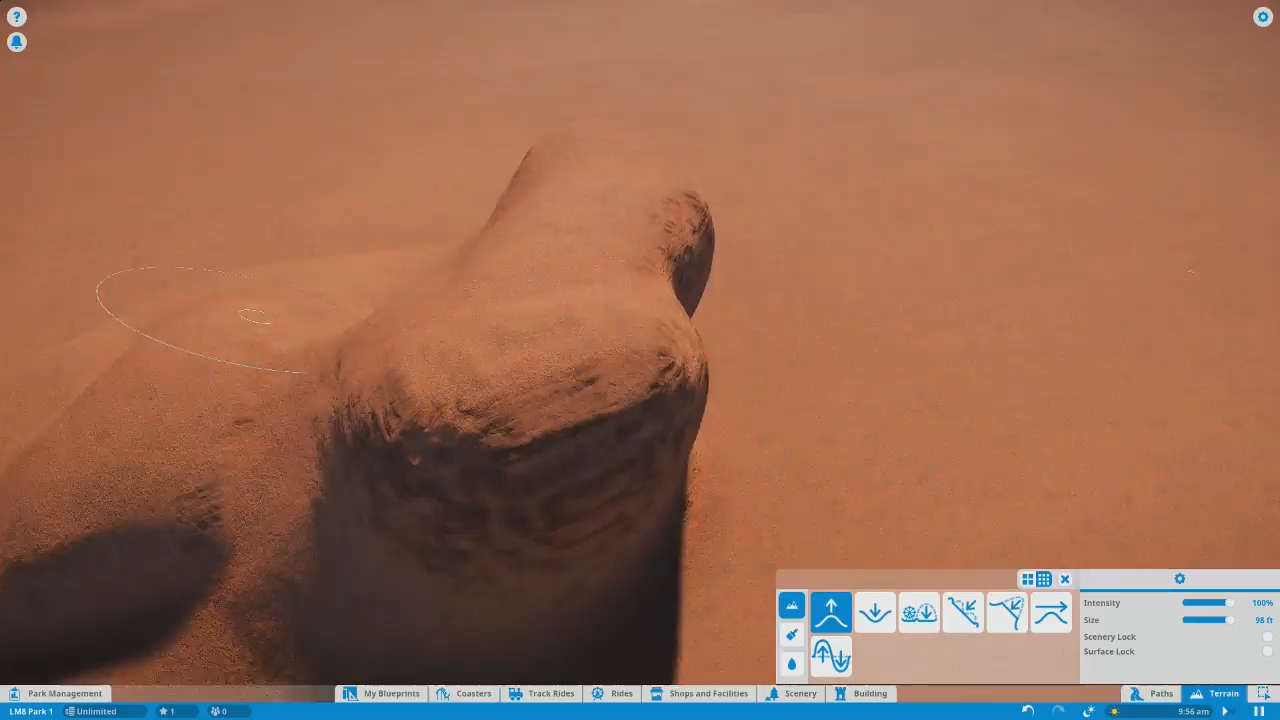 ?
Intensity 100%
Size 98 ft
Scenery Lock
Surface Lock
Park Management
My Blueprints
Coasters
Track Rides
Rides
Shops and Facilities
Scenery
Building
Paths
Terrain
LM8 Park 1
Unlimited
1
0
9:56 am